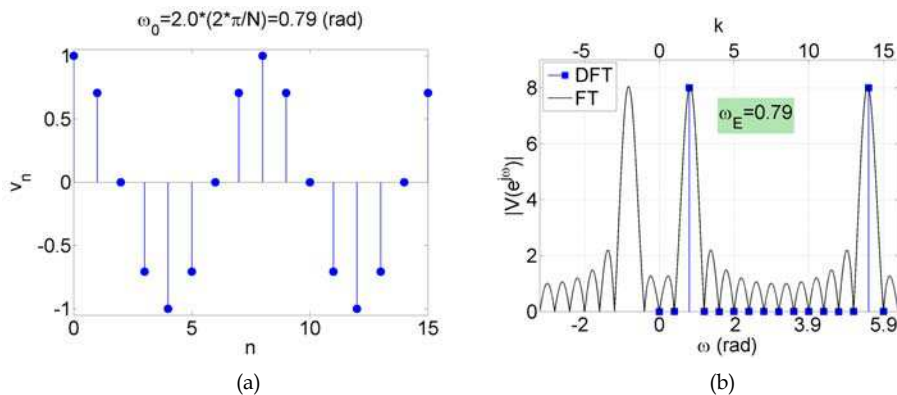 ω₀=2.0*(2*π/N)=0.79 (rad)
1
0.5
0
-0.5
-1
vₙ
0 5 10 15
n
(a)
k
-5 0 5 10 15
DFT
FT
ω_E=0.79
8
6
4
2
0
|V(e^jω)|
-2 0 2 3.9 5.9
ω (rad)
(b)